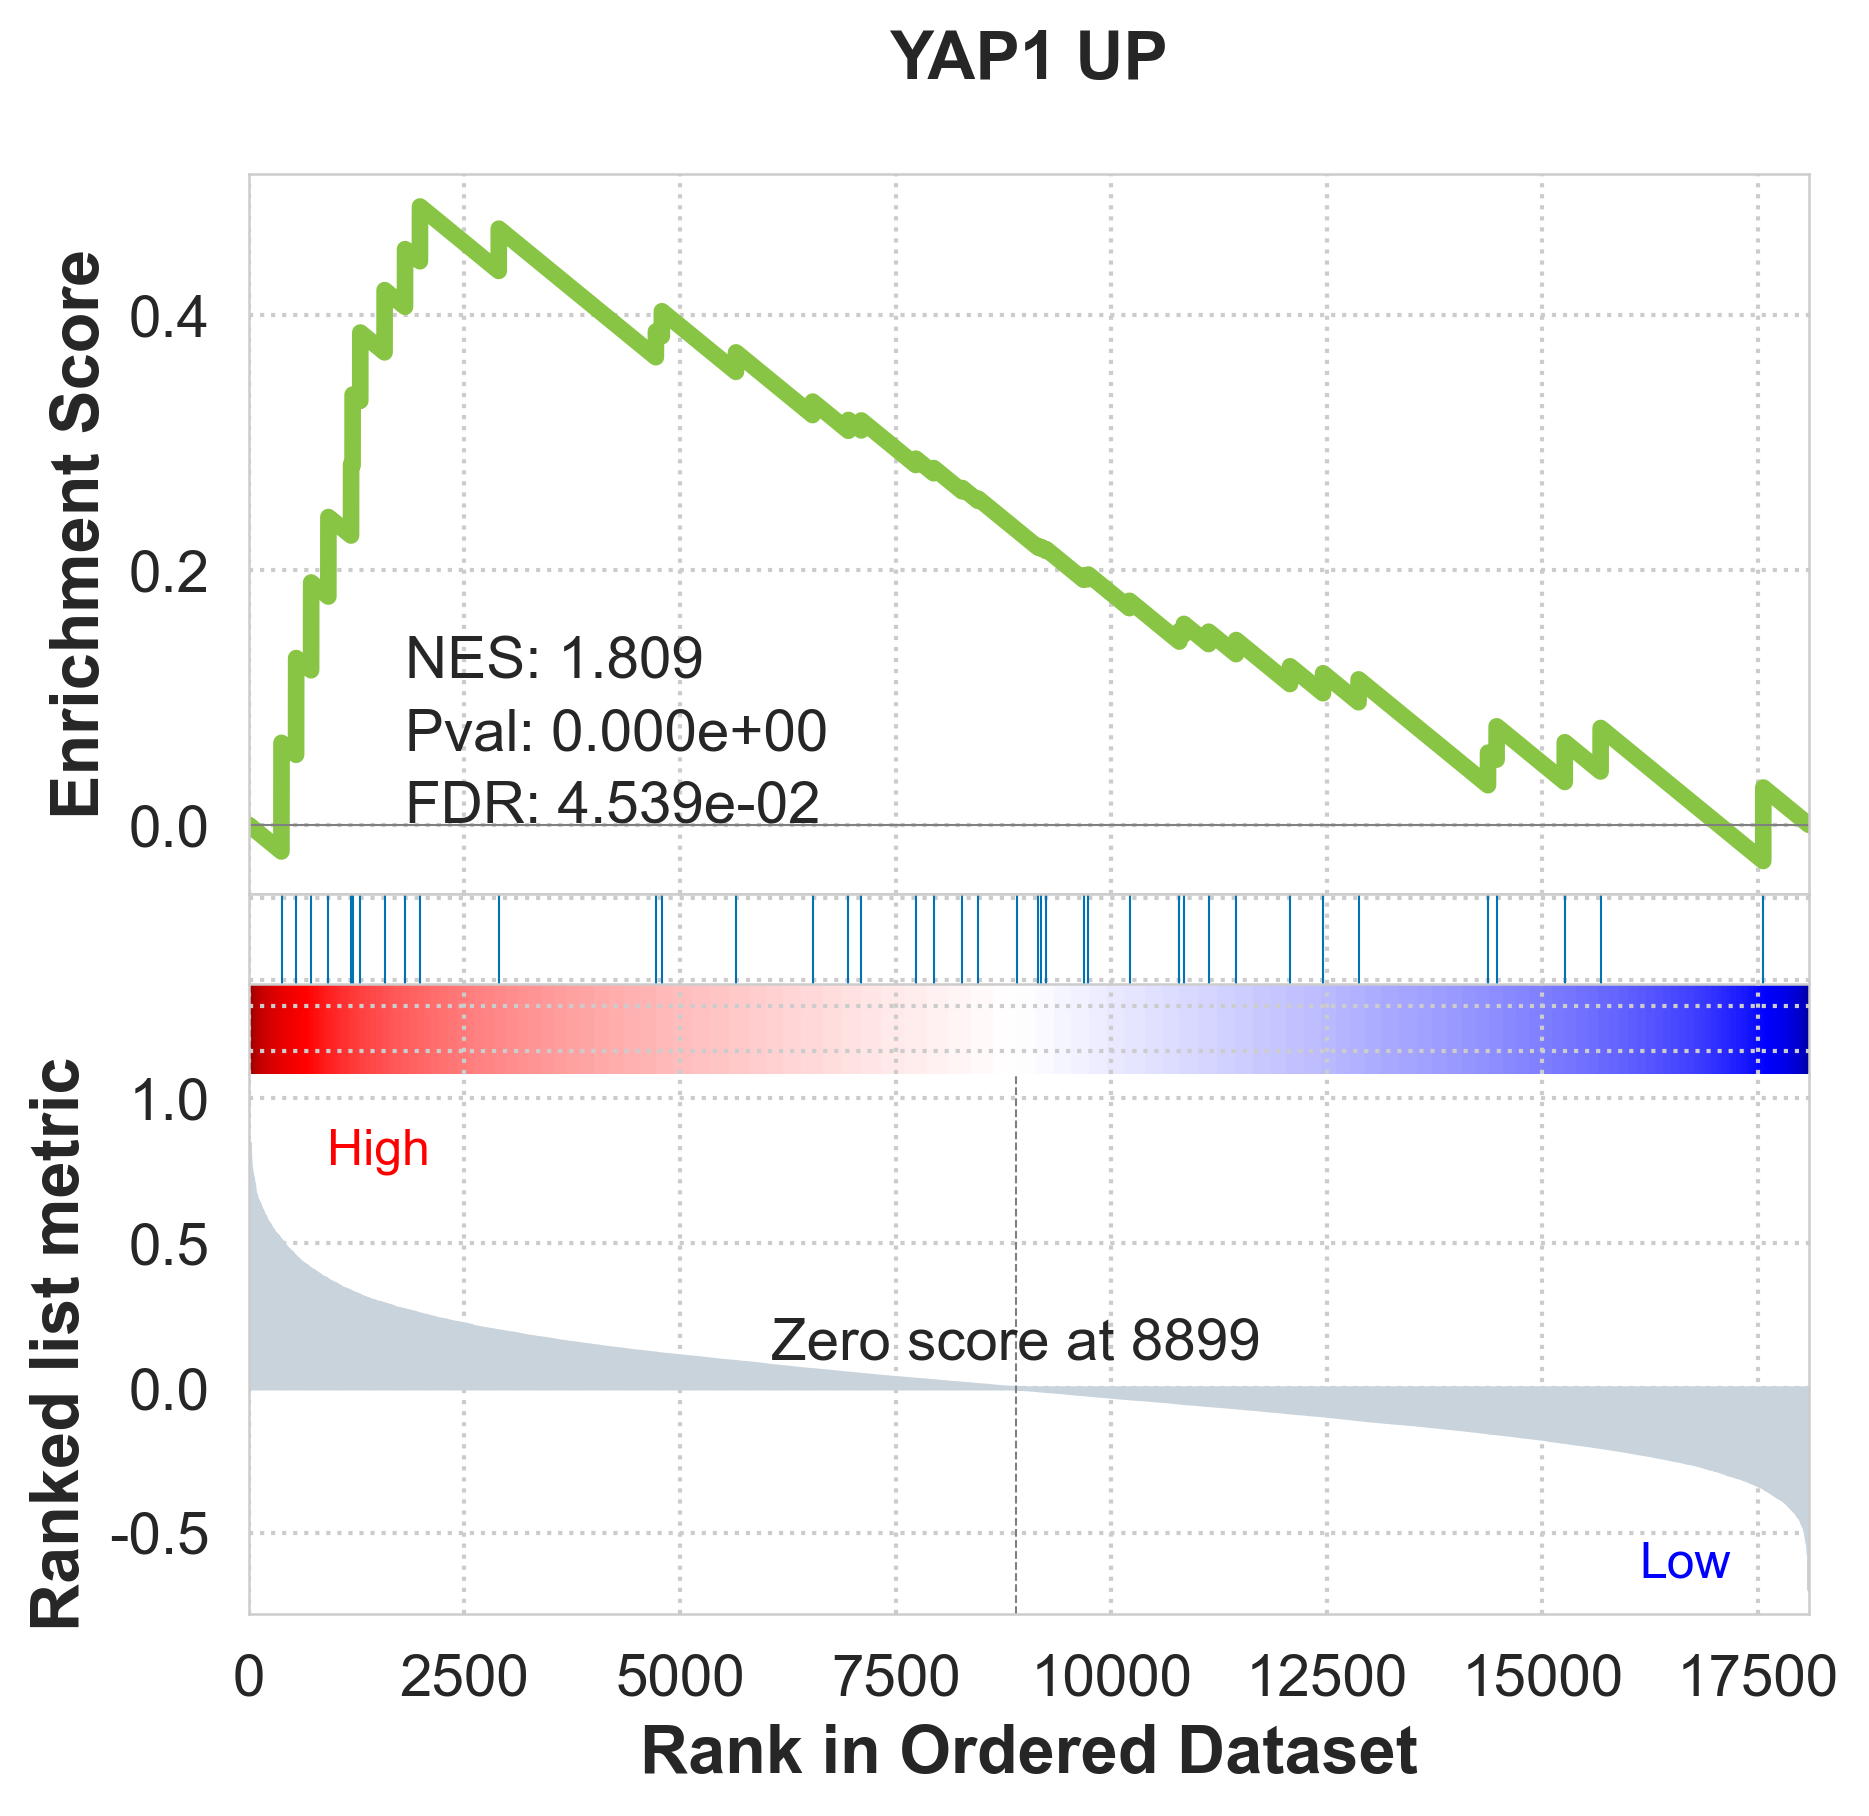 YAP1 UP
Enrichment Score
0.4
0.2
0.0
NES: 1.809
Pval: 0.000e+00
FDR: 4.539e-02
Ranked list metric
1.0
0.5
0.0
-0.5
High
Zero score at 8899
Low
0 2500 5000 7500 10000 12500 15000 17500
Rank in Ordered Dataset